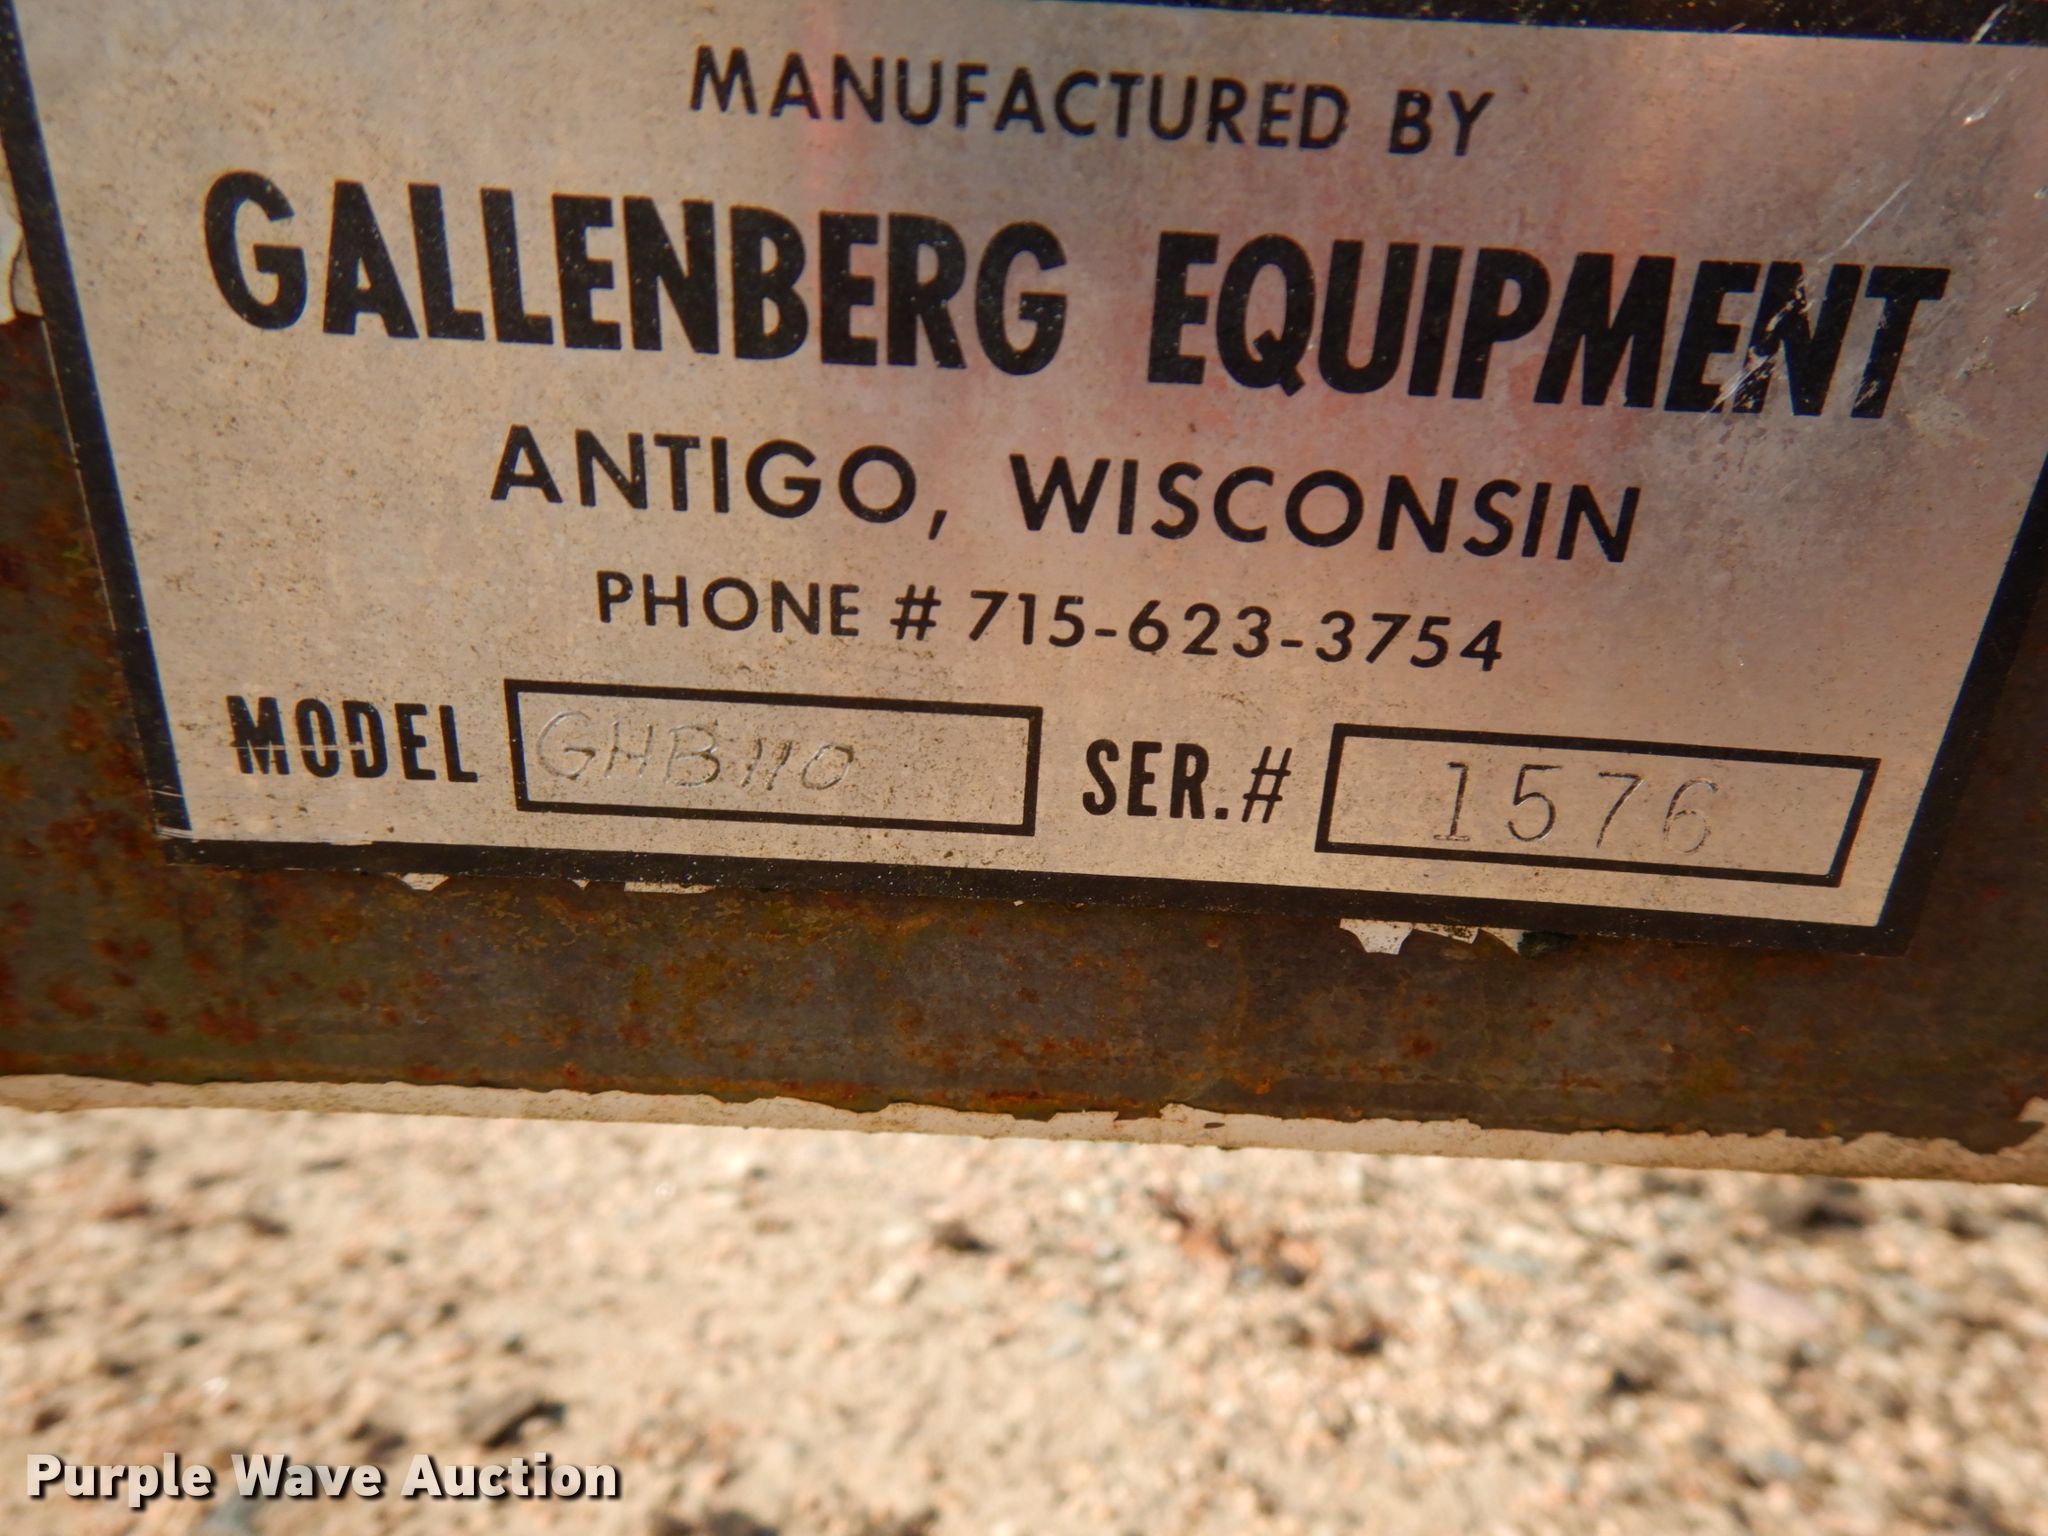 MANUFACTURED BY
GALLENBERG EQUIPMENT
ANTIGO, WISCONSIN
PHONE # 715-623-3754
MODEL GHB110 SER.# 1576
Purple Wave Auction